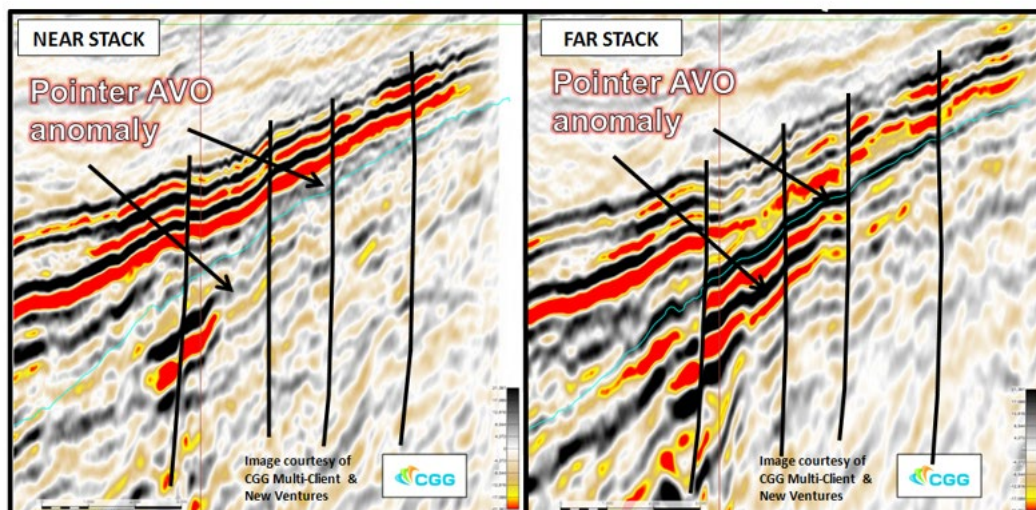 NEAR STACK
Pointer AVO
anomaly
Image courtesy of
CGG Multi-Client &
New Ventures
CGG
FAR STACK
Pointer AVO
anomaly
Image courtesy of
CGG Multi-Client &
New Ventures
CGG